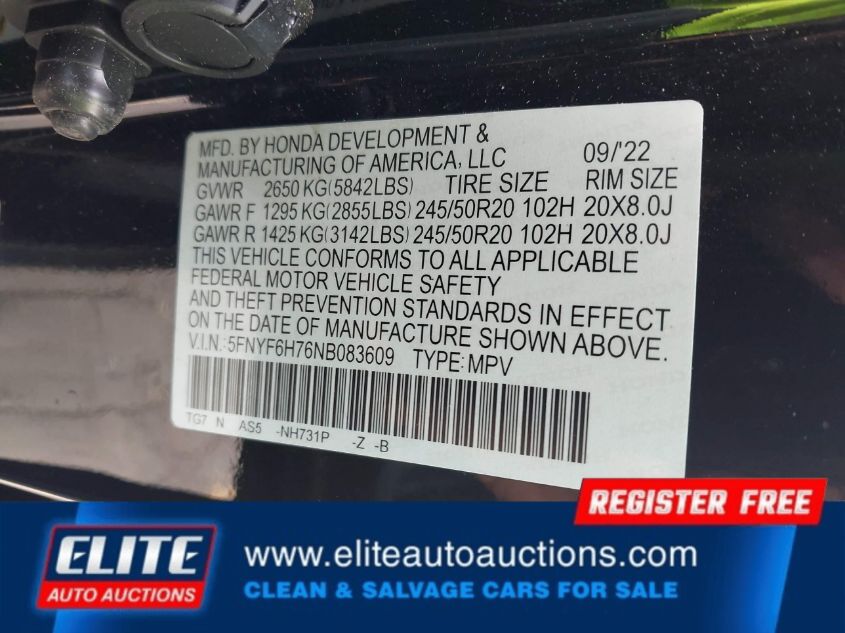 MFD. BY HONDA DEVELOPMENT &
MANUFACTURING OF AMERICA, LLC 09/'22
GVWR 2650 KG(5842LBS) TIRE SIZE RIM SIZE
GAWR F 1295 KG(2855LBS) 245/50R20 102H 20X8.0J
GAWR R 1425 KG(3142LBS) 245/50R20 102H 20X8.0J
THIS VEHICLE CONFORMS TO ALL APPLICABLE
FEDERAL MOTOR VEHICLE SAFETY
AND THEFT PREVENTION STANDARDS IN EFFECT
ON THE DATE OF MANUFACTURE SHOWN ABOVE.
V.I.N.: 5FNYF6H76NB083609 TYPE: MPV
TG7 N AS5 -NH731P -Z -B
REGISTER FREE
ELITE
AUTO AUCTIONS
www.eliteautoauctions.com
CLEAN & SALVAGE CARS FOR SALE